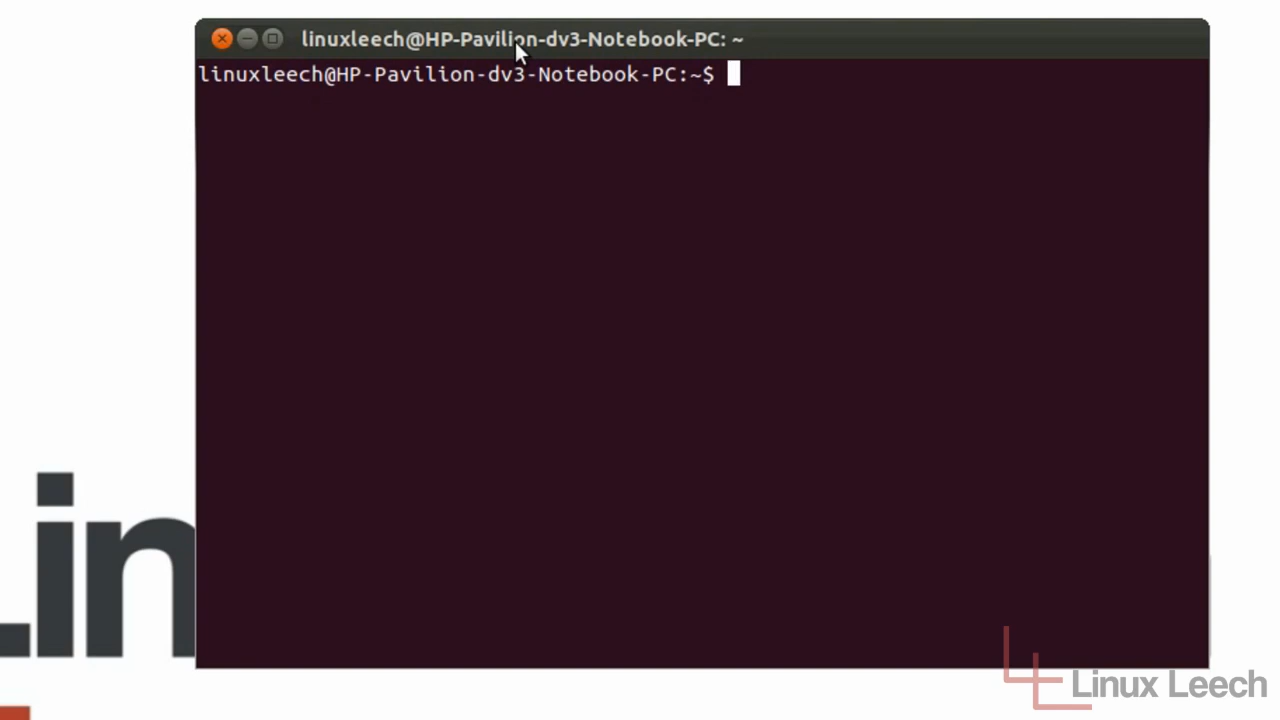 linuxleech@HP-Pavilion-dv3-Notebook-PC: ~
linuxleech@HP-Pavilion-dv3-Notebook-PC:~$
Lin
Linux Leech